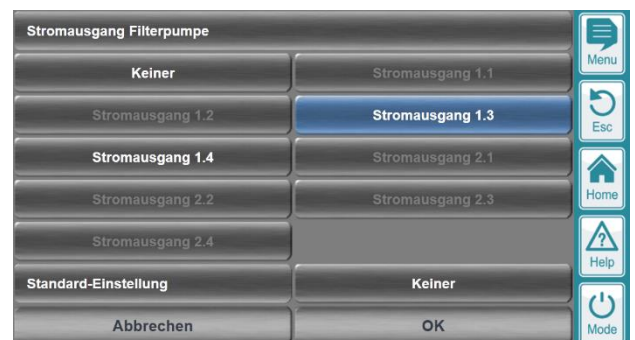 Stromausgang Filterpumpe
Menu
Keiner
Stromausgang 1.1
Stromausgang 1.2
Stromausgang 1.3
Esc
Stromausgang 1.4
Stromausgang 2.1
Stromausgang 2.2
Stromausgang 2.3
Home
Stromausgang 2.4
Help
Standard-Einstellung
Keiner
Abbrechen
OK
Mode